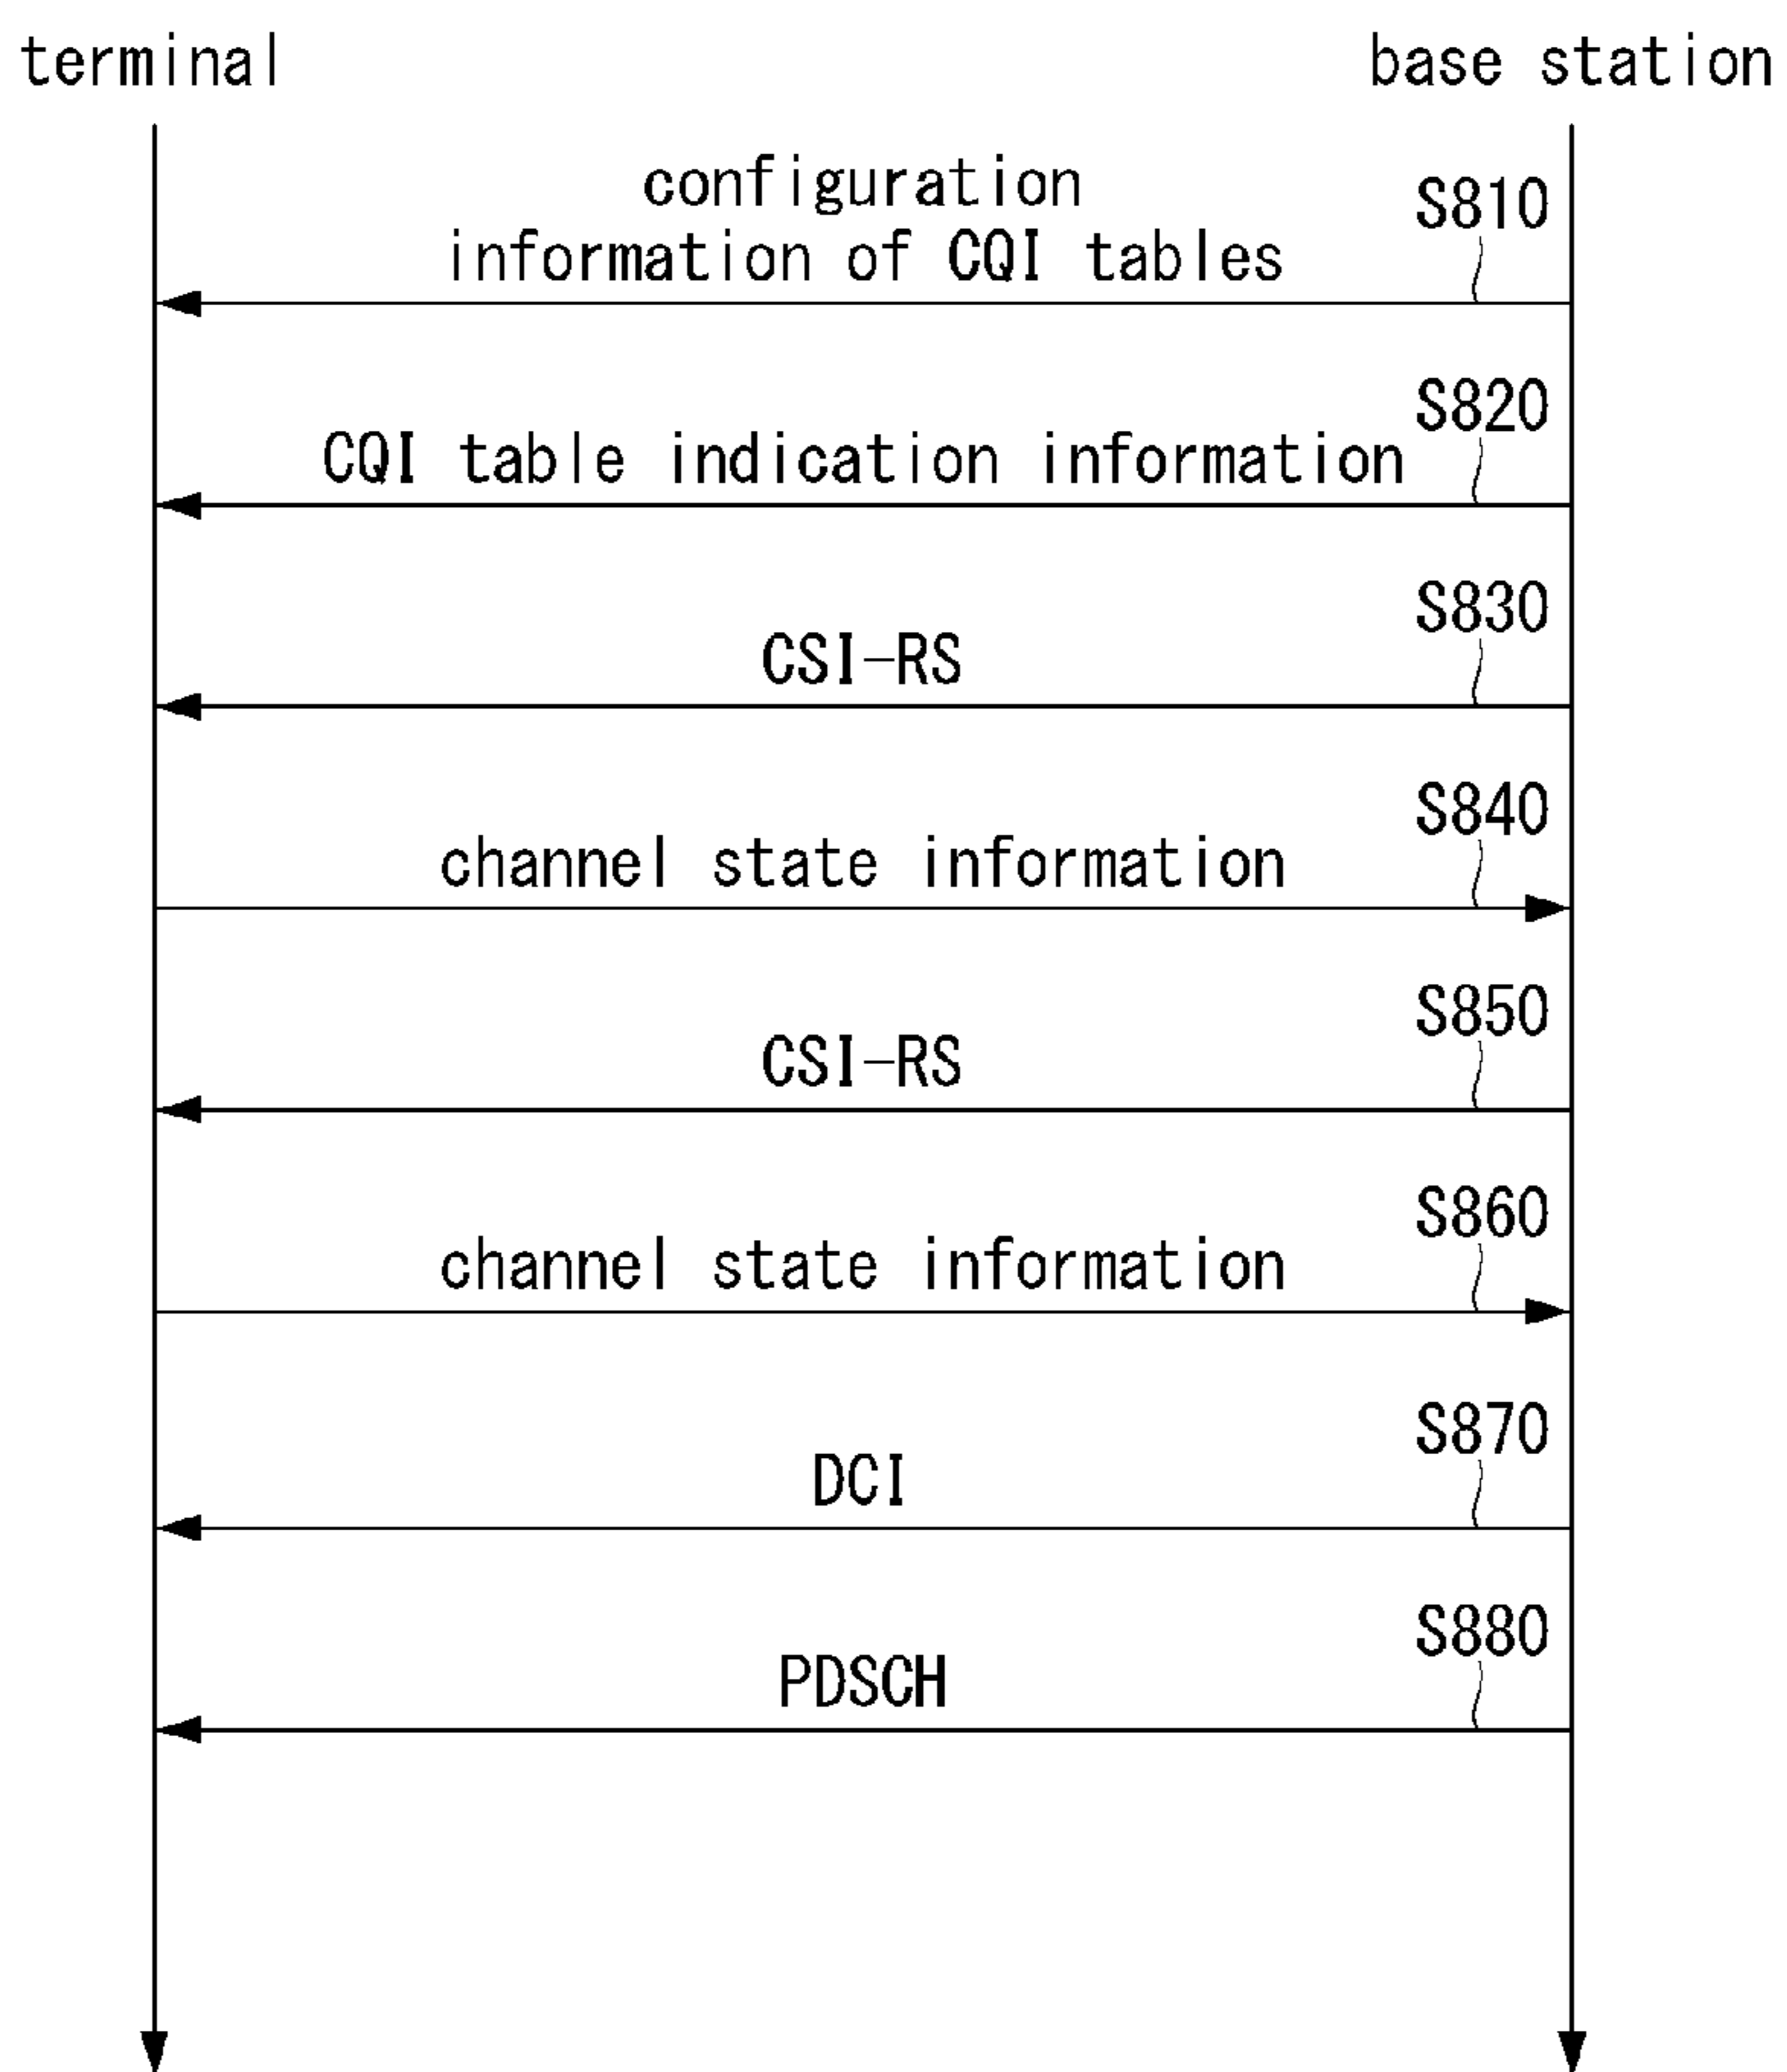 terminal
base station
configuration
information of CQI tables
S810
CQI table indication information
S820
CSI-RS
S830
channel state information
S840
CSI-RS
S850
channel state information
S860
DCI
S870
PDSCH
S880